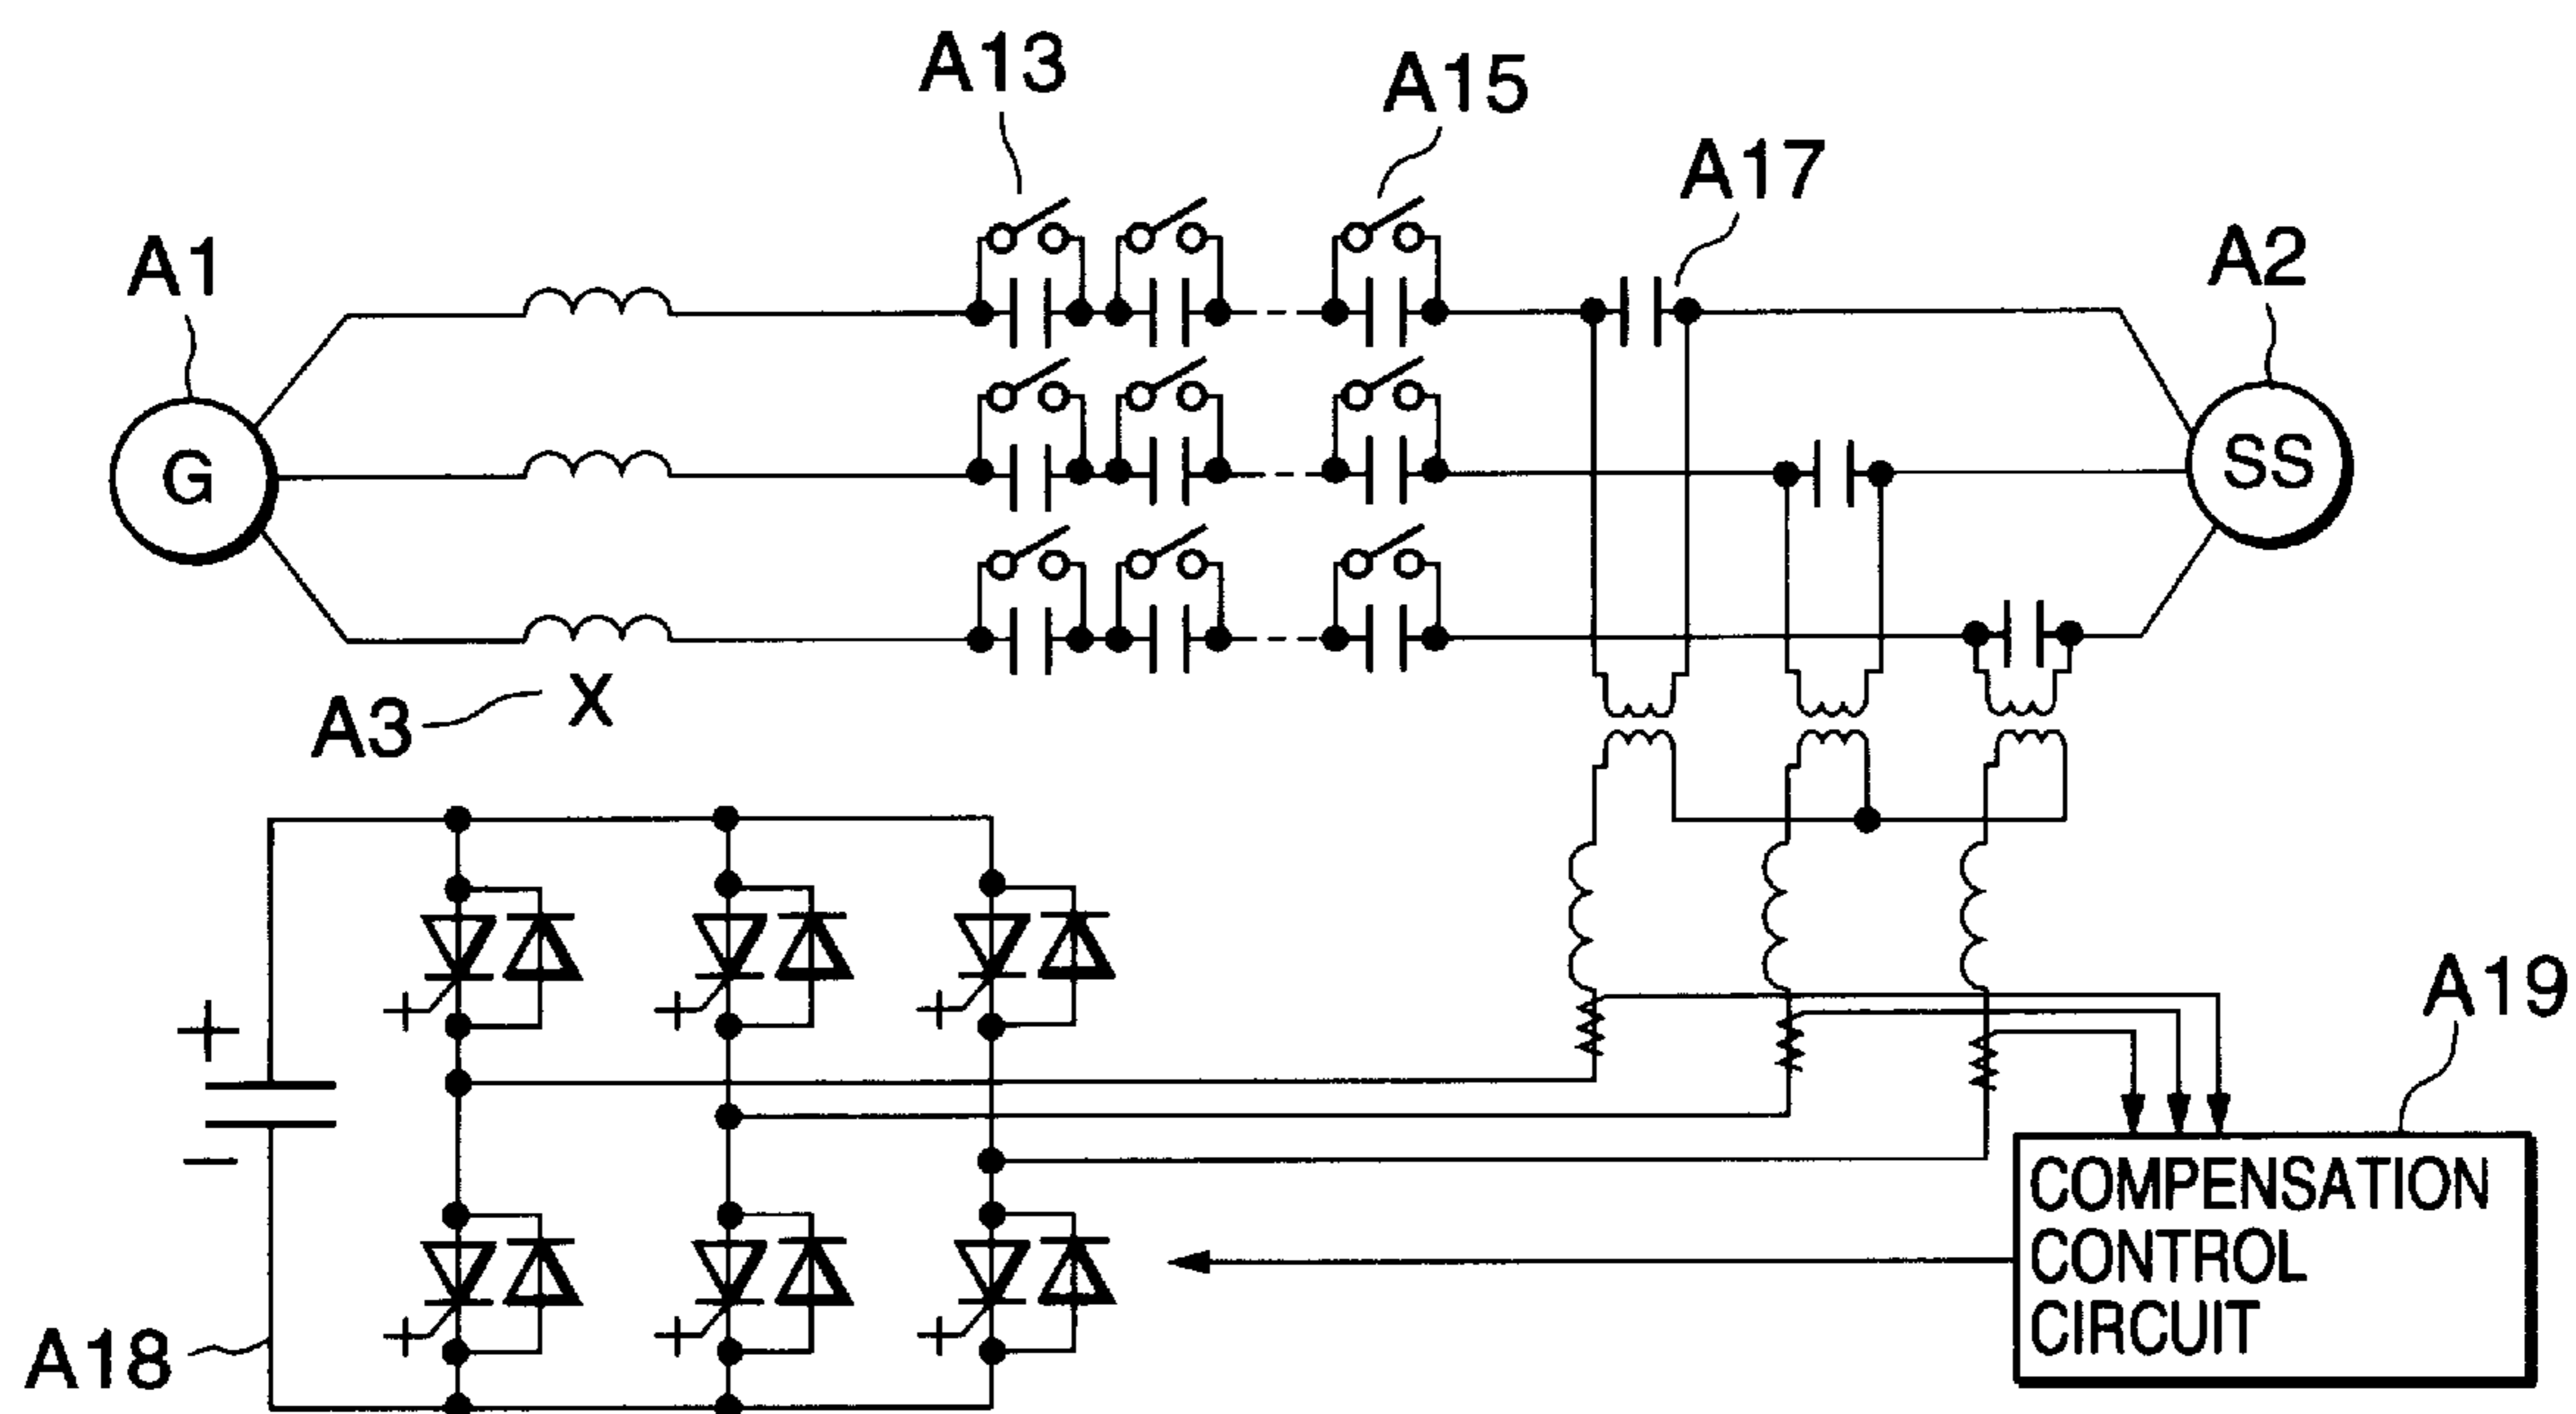 A13
A15
A17
A1
A2
G
SS
A3
X
+
−
A18
A19
COMPENSATION
CONTROL
CIRCUIT